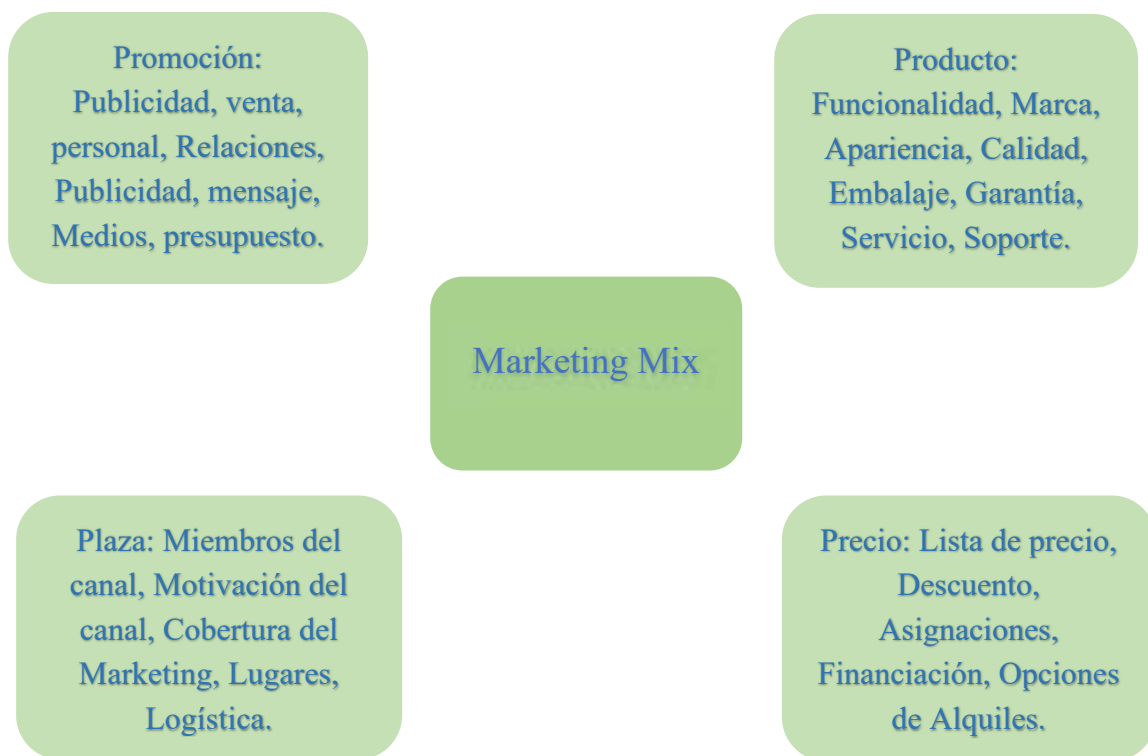 Promoción:
Publicidad, venta,
personal, Relaciones,
Publicidad, mensaje,
Medios, presupuesto.
Producto:
Funcionalidad, Marca,
Apariencia, Calidad,
Embalaje, Garantía,
Servicio, Soporte.
Marketing Mix
Plaza: Miembros del
canal, Motivación del
canal, Cobertura del
Marketing, Lugares,
Logística.
Precio: Lista de precio,
Descuento,
Asignaciones,
Financiación, Opciones
de Alquiles.